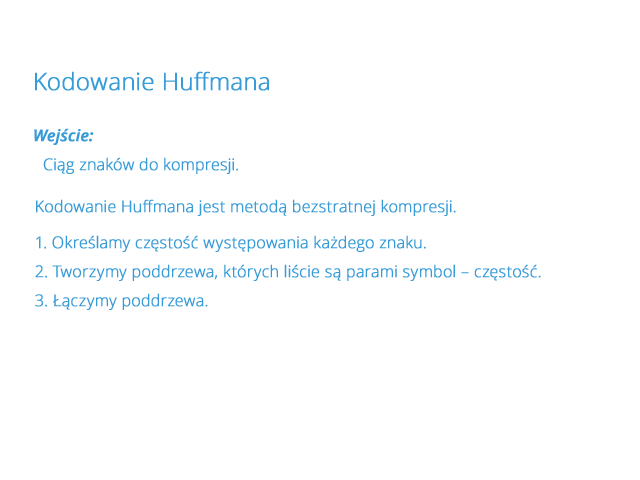 Kodowanie Huffmana
Wejście:
Ciąg znaków do kompresji.
Kodowanie Huffmana jest metodą bezstratnej kompresji.
1. Określamy częstość występowania każdego znaku.
2. Tworzymy poddrzewa, których liście są parami symbol – częstość.
3. Łączymy poddrzewa.